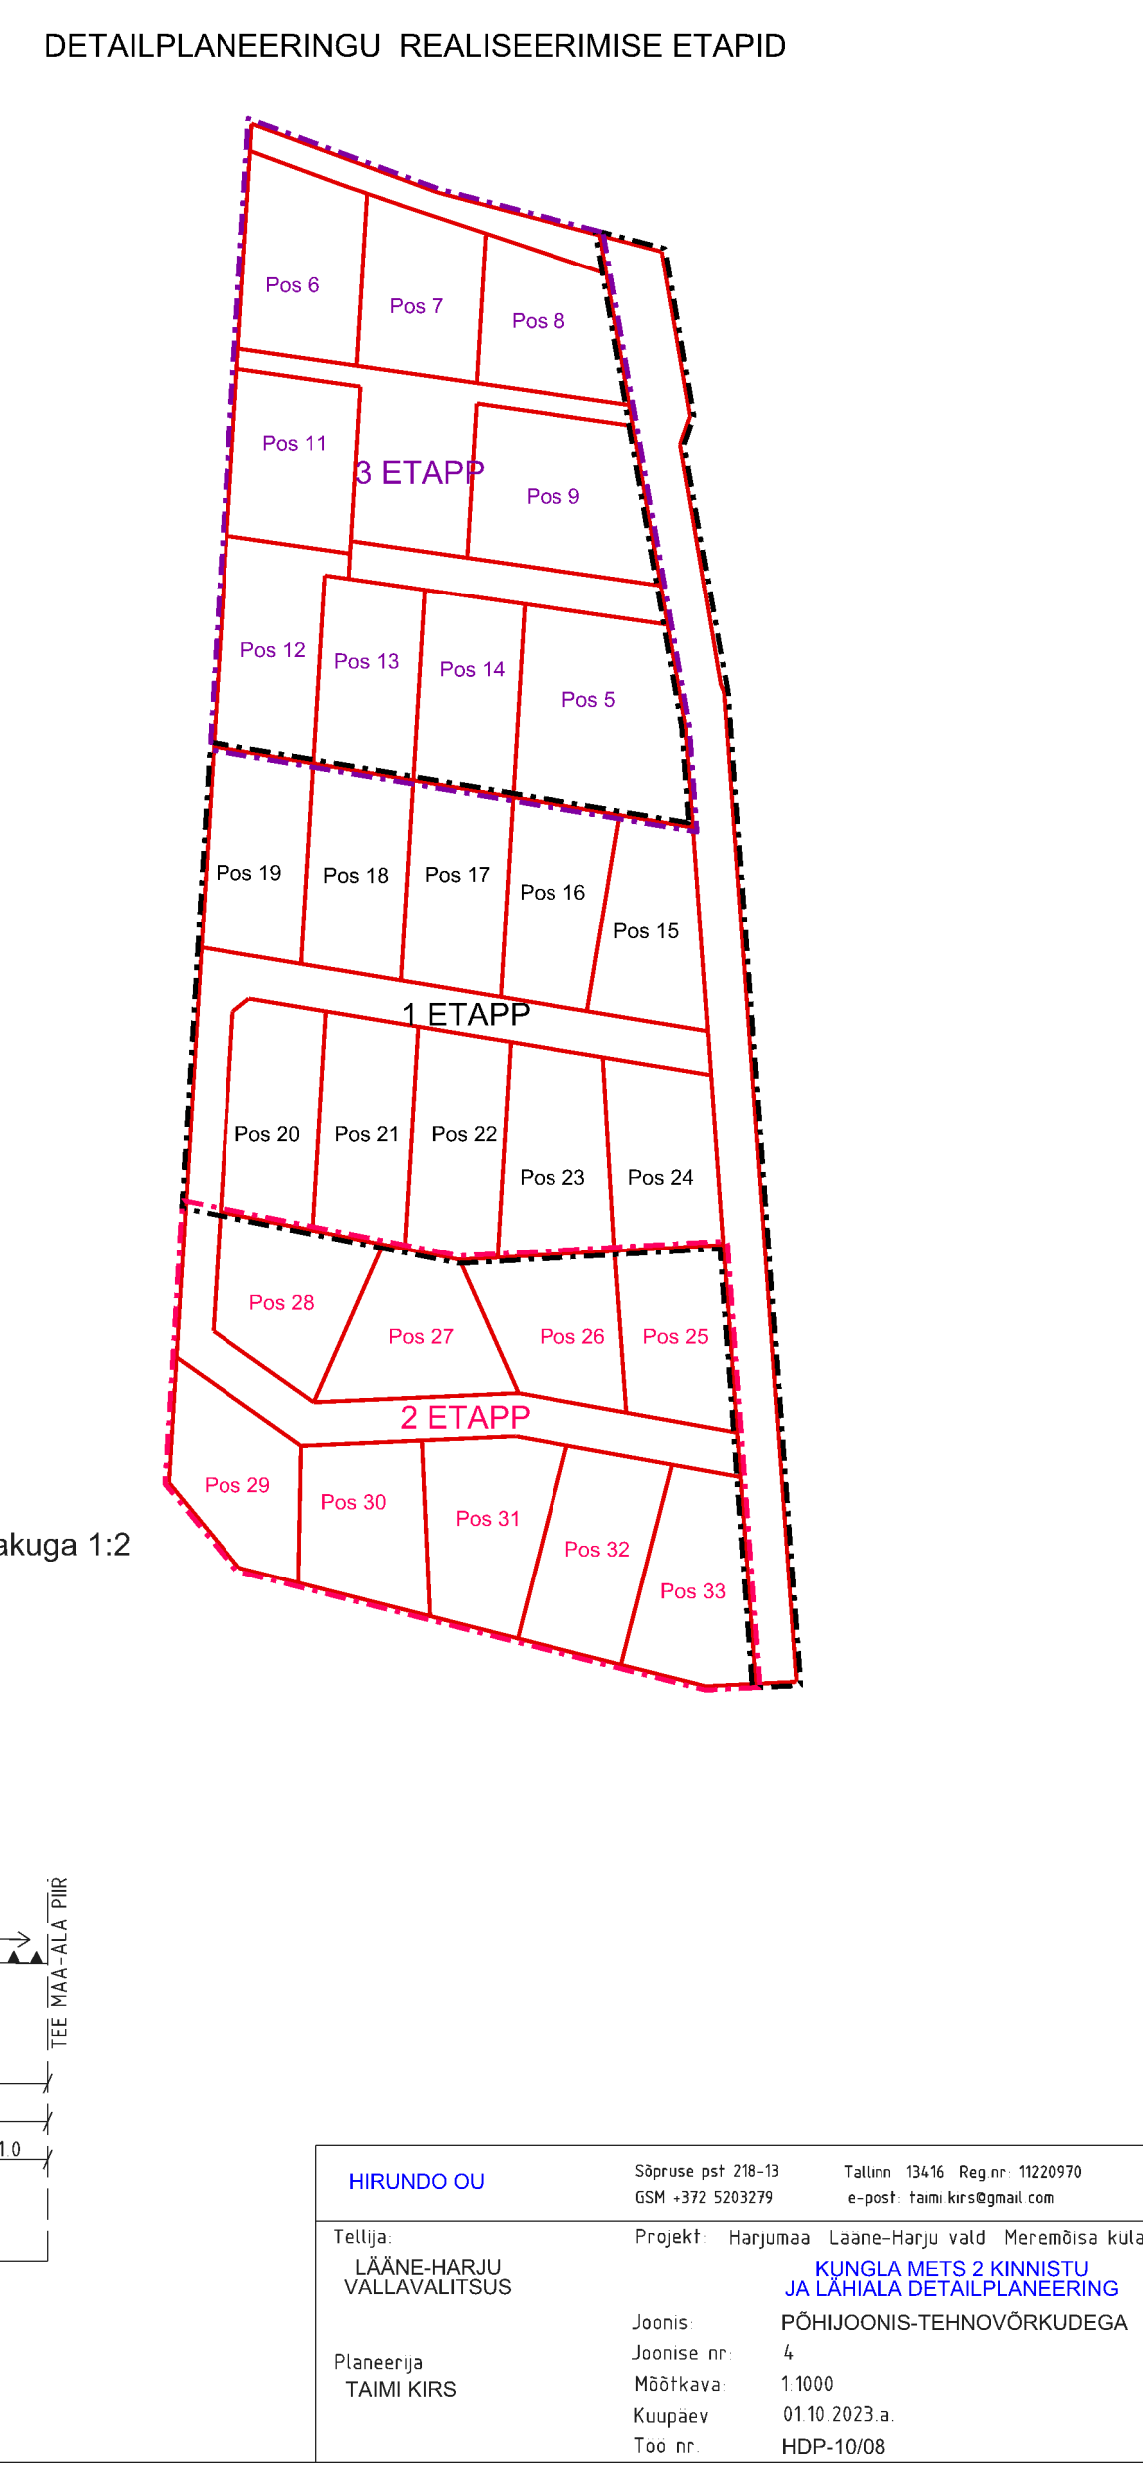 DETAILPLANEERINGU REALISEERIMISE ETAPID
Pos 6
Pos 7
Pos 8
Pos 11
3 ETAPP
Pos 9
Pos 12
Pos 13
Pos 14
Pos 5
Pos 19
Pos 18
Pos 17
Pos 16
Pos 15
1 ETAPP
Pos 20
Pos 21
Pos 22
Pos 23
Pos 24
Pos 28
Pos 27
Pos 26
Pos 25
2 ETAPP
Pos 29
Pos 30
Pos 31
Pos 32
Pos 33
akuga 1:2
TEE MAA-ALA PIIR
1.0
HIRUNDO OU
Sõpruse pst 218-13 Tallinn 13416 Reg.nr: 11220970
GSM +372 5203279 e-post: taimi.kirs@gmail.com
Tellija:
LÄÄNE-HARJU
VALLAVALITSUS
Projekt: Harjumaa Lääne-Harju vald Meremõisa küla
KUNGLA METS 2 KINNISTU
JA LÄHIALA DETAILPLANEERING
Joonis: PÕHIJOONIS-TEHNOVÕRKUDEGA
Joonise nr: 4
Planeerija
TAIMI KIRS
Mõõtkava: 1:1000
Kuupäev 01.10.2023.a.
Töö nr. HDP-10/08